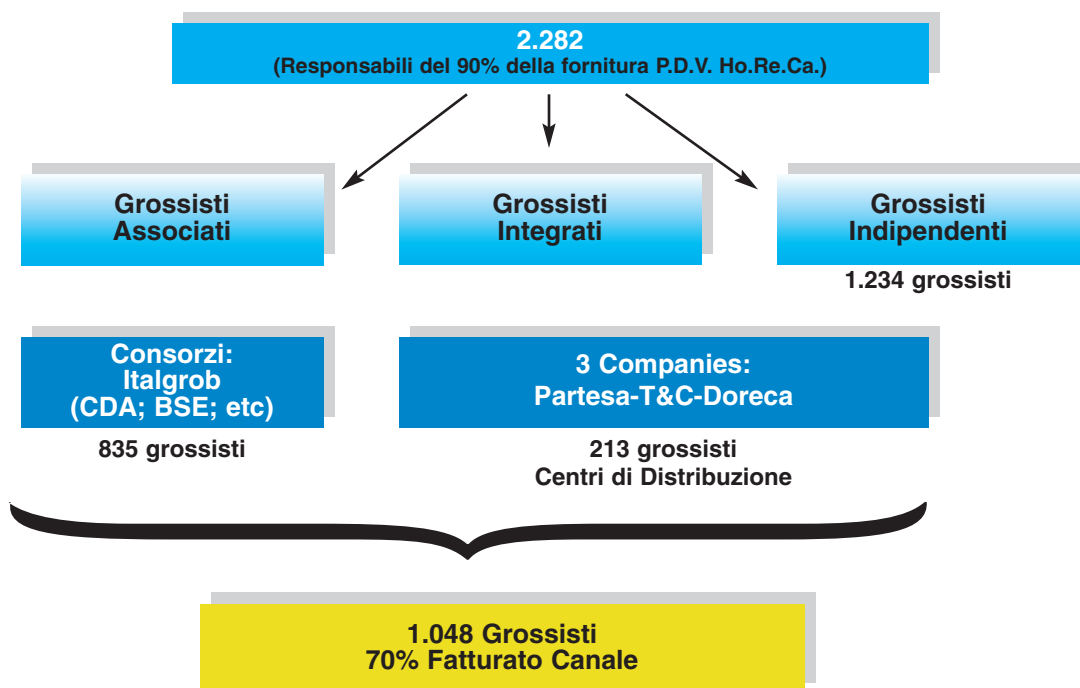 2.282
(Responsabili del 90% della fornitura P.D.V. Ho.Re.Ca.)
Grossisti
Associati
Grossisti
Integrati
Grossisti
Indipendenti
1.234 grossisti
Consorzi:
Italgrob
(CDA; BSE; etc)
835 grossisti
3 Companies:
Partesa-T&C-Doreca
213 grossisti
Centri di Distribuzione
1.048 Grossisti
70% Fatturato Canale